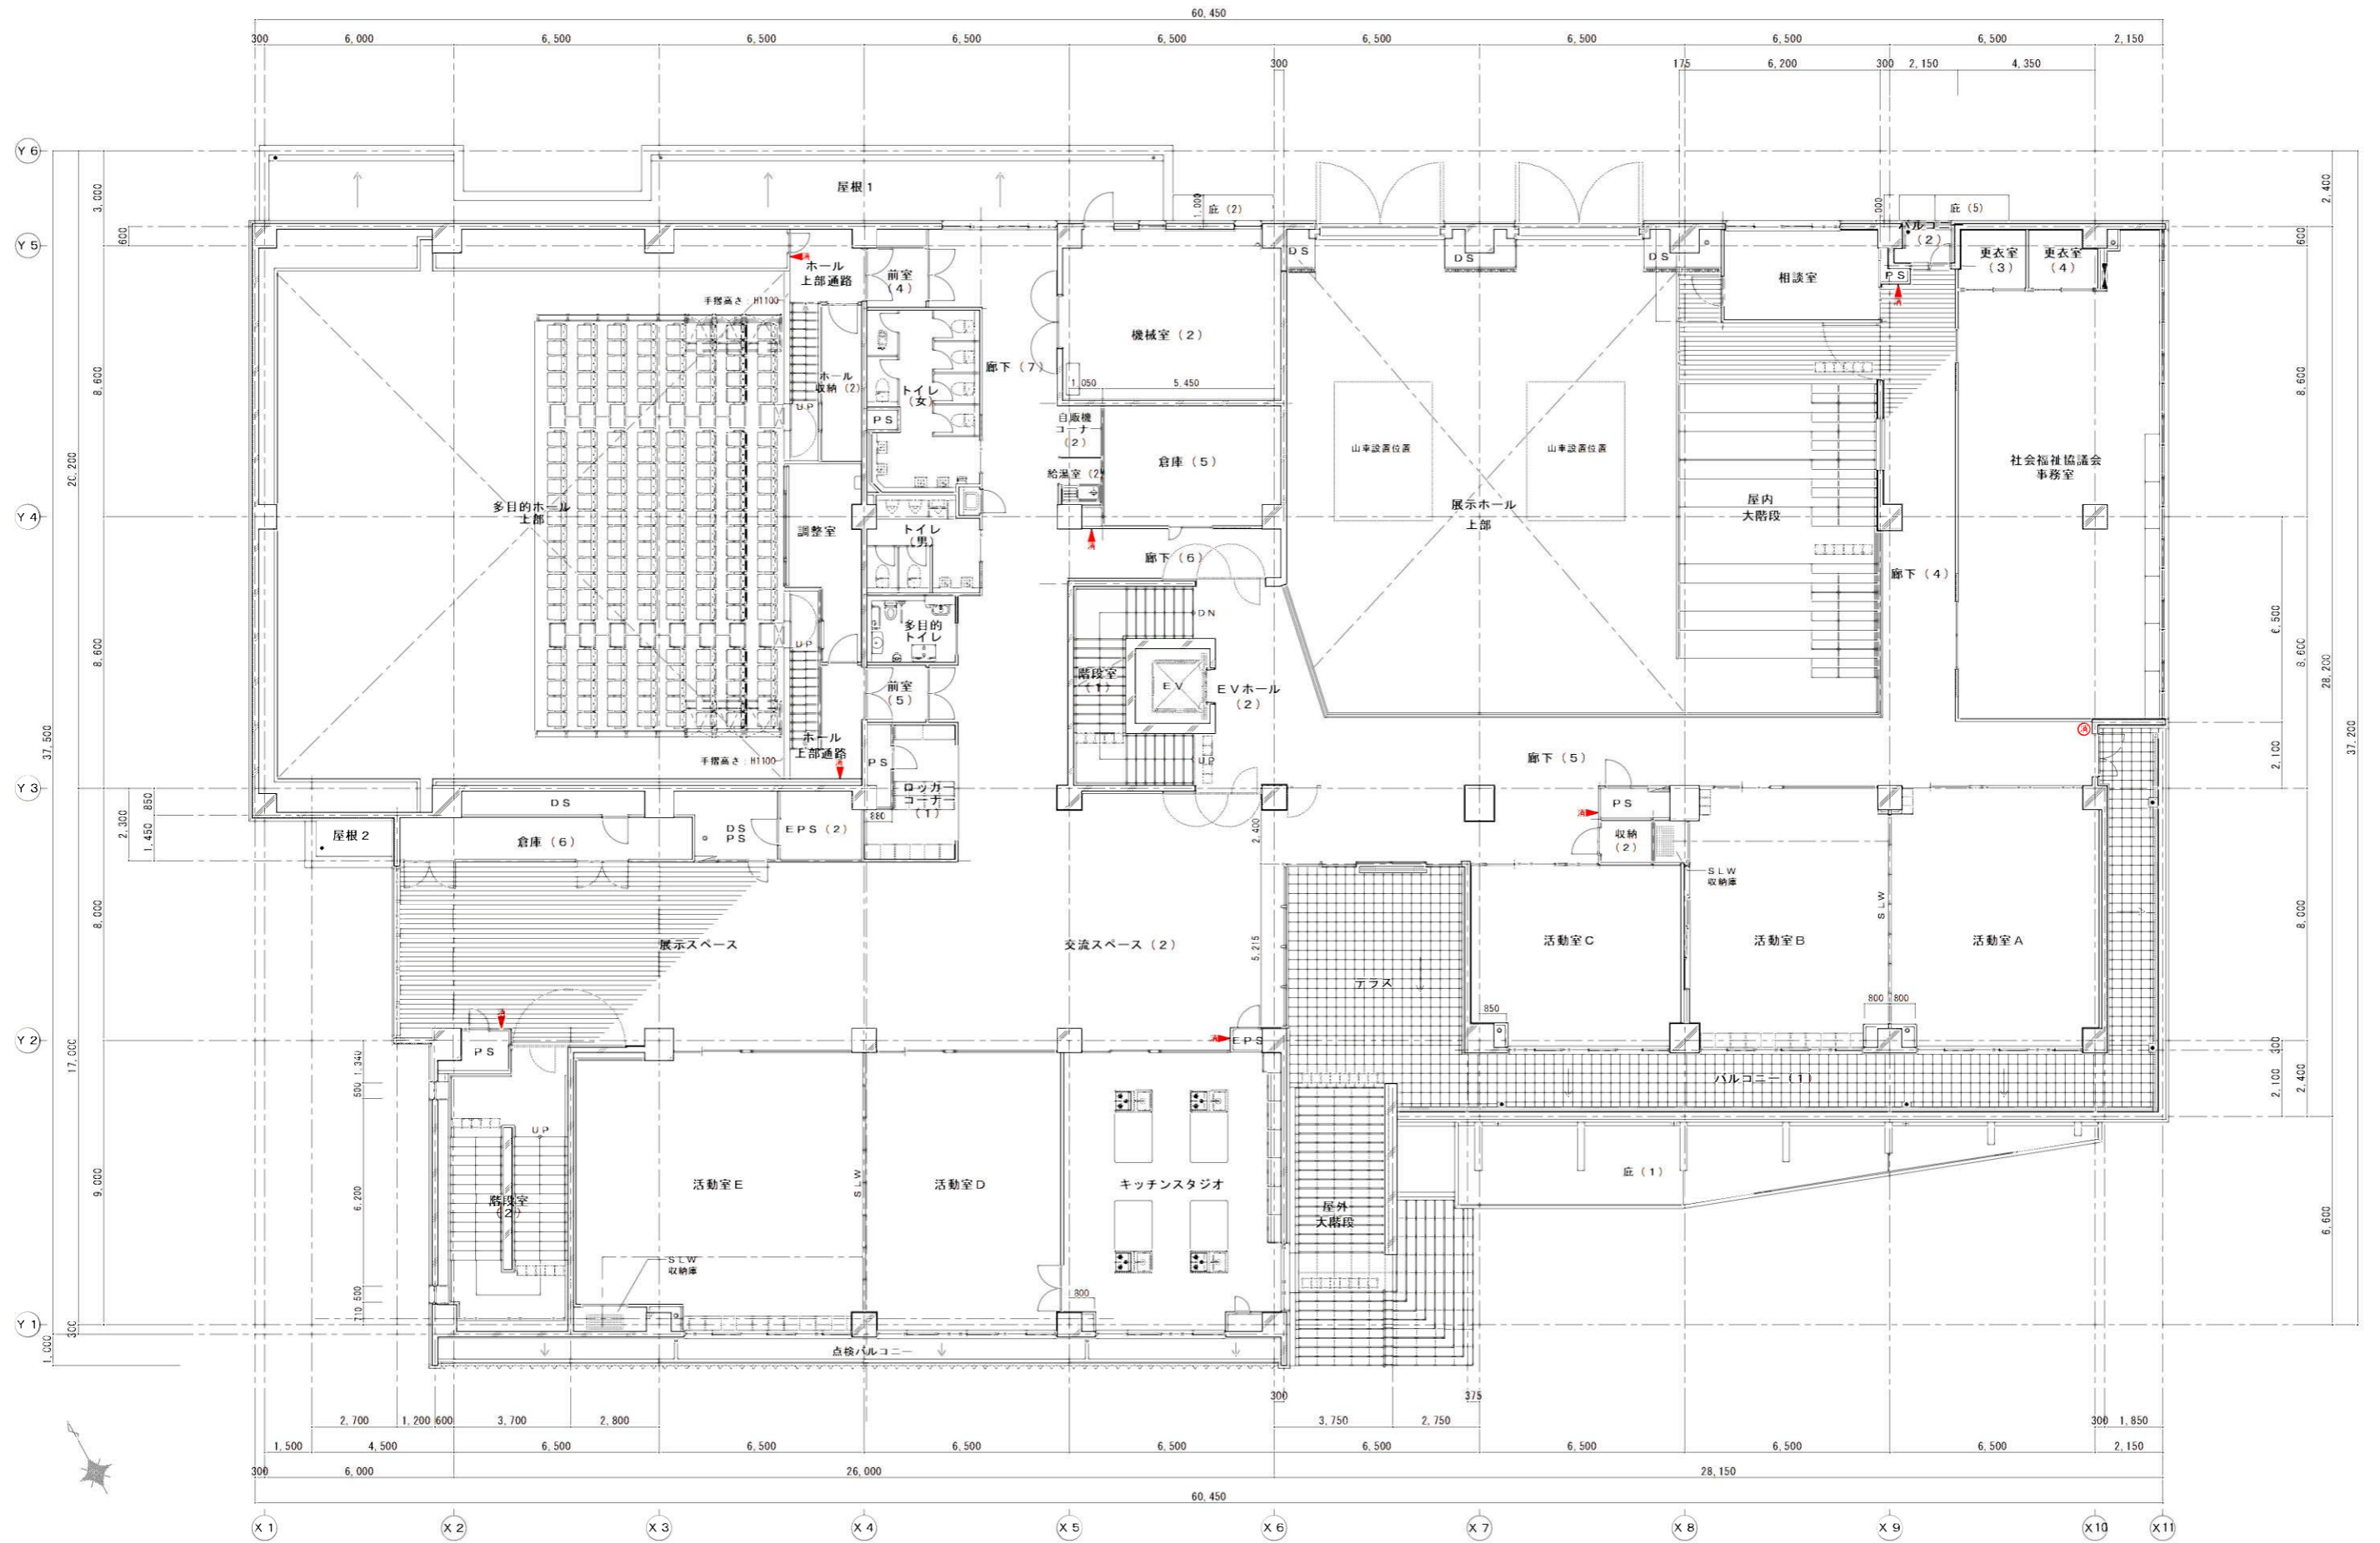 60,450
300 6,000 6,500 6,500 6,500 6,500 6,500 6,500 6,500 6,500 2,150
300 175 6,200 300 2,150 4,350
Y6
Y5
Y4
Y3
Y2
Y1
3,000
600
8,600
20,200
8,600
37,500
2,300
1,450 850
8,000
17,000
9,000
300
1,000
2,400
600
8,600
6,500
8,600
28,200
2,100
37,200
8,000
300
2,100
2,400
6,600
屋根1
1,000
庇(2)
庇(5)
バルコニー
(2)
DS
DS
DS
PS
相談室
更衣室
(3)
更衣室
(4)
ホール
上部通路
前室
(4)
手摺高さ:H1100
機械室(2)
廊下(7)
ホール
収納(2)
トイレ
(女)
UP
PS
1,050 5,450
自販機
コーナー
(2)
倉庫(5)
給湯室(2)
山車設置位置
山車設置位置
社会福祉協議会
事務室
多目的ホール
上部
調整室
トイレ
(男)
展示ホール
上部
屋内
大階段
廊下(6)
廊下(4)
DN
多目的
トイレ
UP
階段室
(1)
EV
EVホール
(2)
前室
(5)
ホール
上部通路
手摺高さ:H1100
PS
UP
廊下(5)
ロッカー
コーナー
(1)
880
DS
屋根2
倉庫(6)
DS
PS
EPS(2)
2,400
PS
収納
(2)
SLW
収納庫
SLW
展示スペース
交流スペース(2)
5,215
テラス
活動室C
活動室B
活動室A
850
800 800
PS
EPS
1,340
500
6,200
500
710
バルコニー(1)
UP
階段室
(2)
活動室E
SLW
活動室D
キッチンスタジオ
屋外
大階段
庇(1)
SLW
収納庫
800
点検バルコニー
300 375
2,700 1,200 600 3,700 2,800 3,750 2,750 300 1,850
1,500 4,500 6,500 6,500 6,500 6,500 6,500 6,500 6,500 6,500 2,150
300 6,000 26,000 28,150
60,450
X1 X2 X3 X4 X5 X6 X7 X8 X9 X10 X11